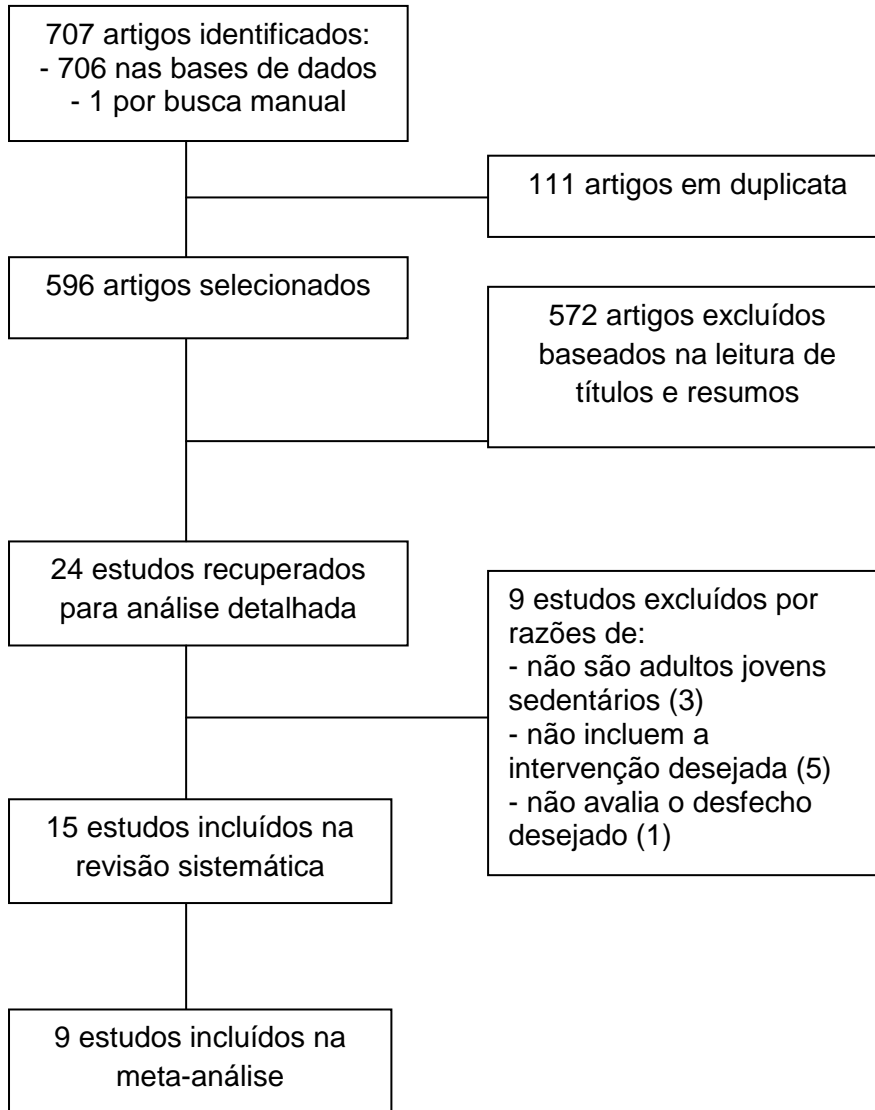 707 artigos identificados:
- 706 nas bases de dados
- 1 por busca manual
111 artigos em duplicata
596 artigos selecionados
572 artigos excluídos
baseados na leitura de
títulos e resumos
24 estudos recuperados
para análise detalhada
9 estudos excluídos por
razões de:
- não são adultos jovens
sedentários (3)
- não incluem a
intervenção desejada (5)
- não avalia o desfecho
desejado (1)
15 estudos incluídos na
revisão sistemática
9 estudos incluídos na
meta-análise